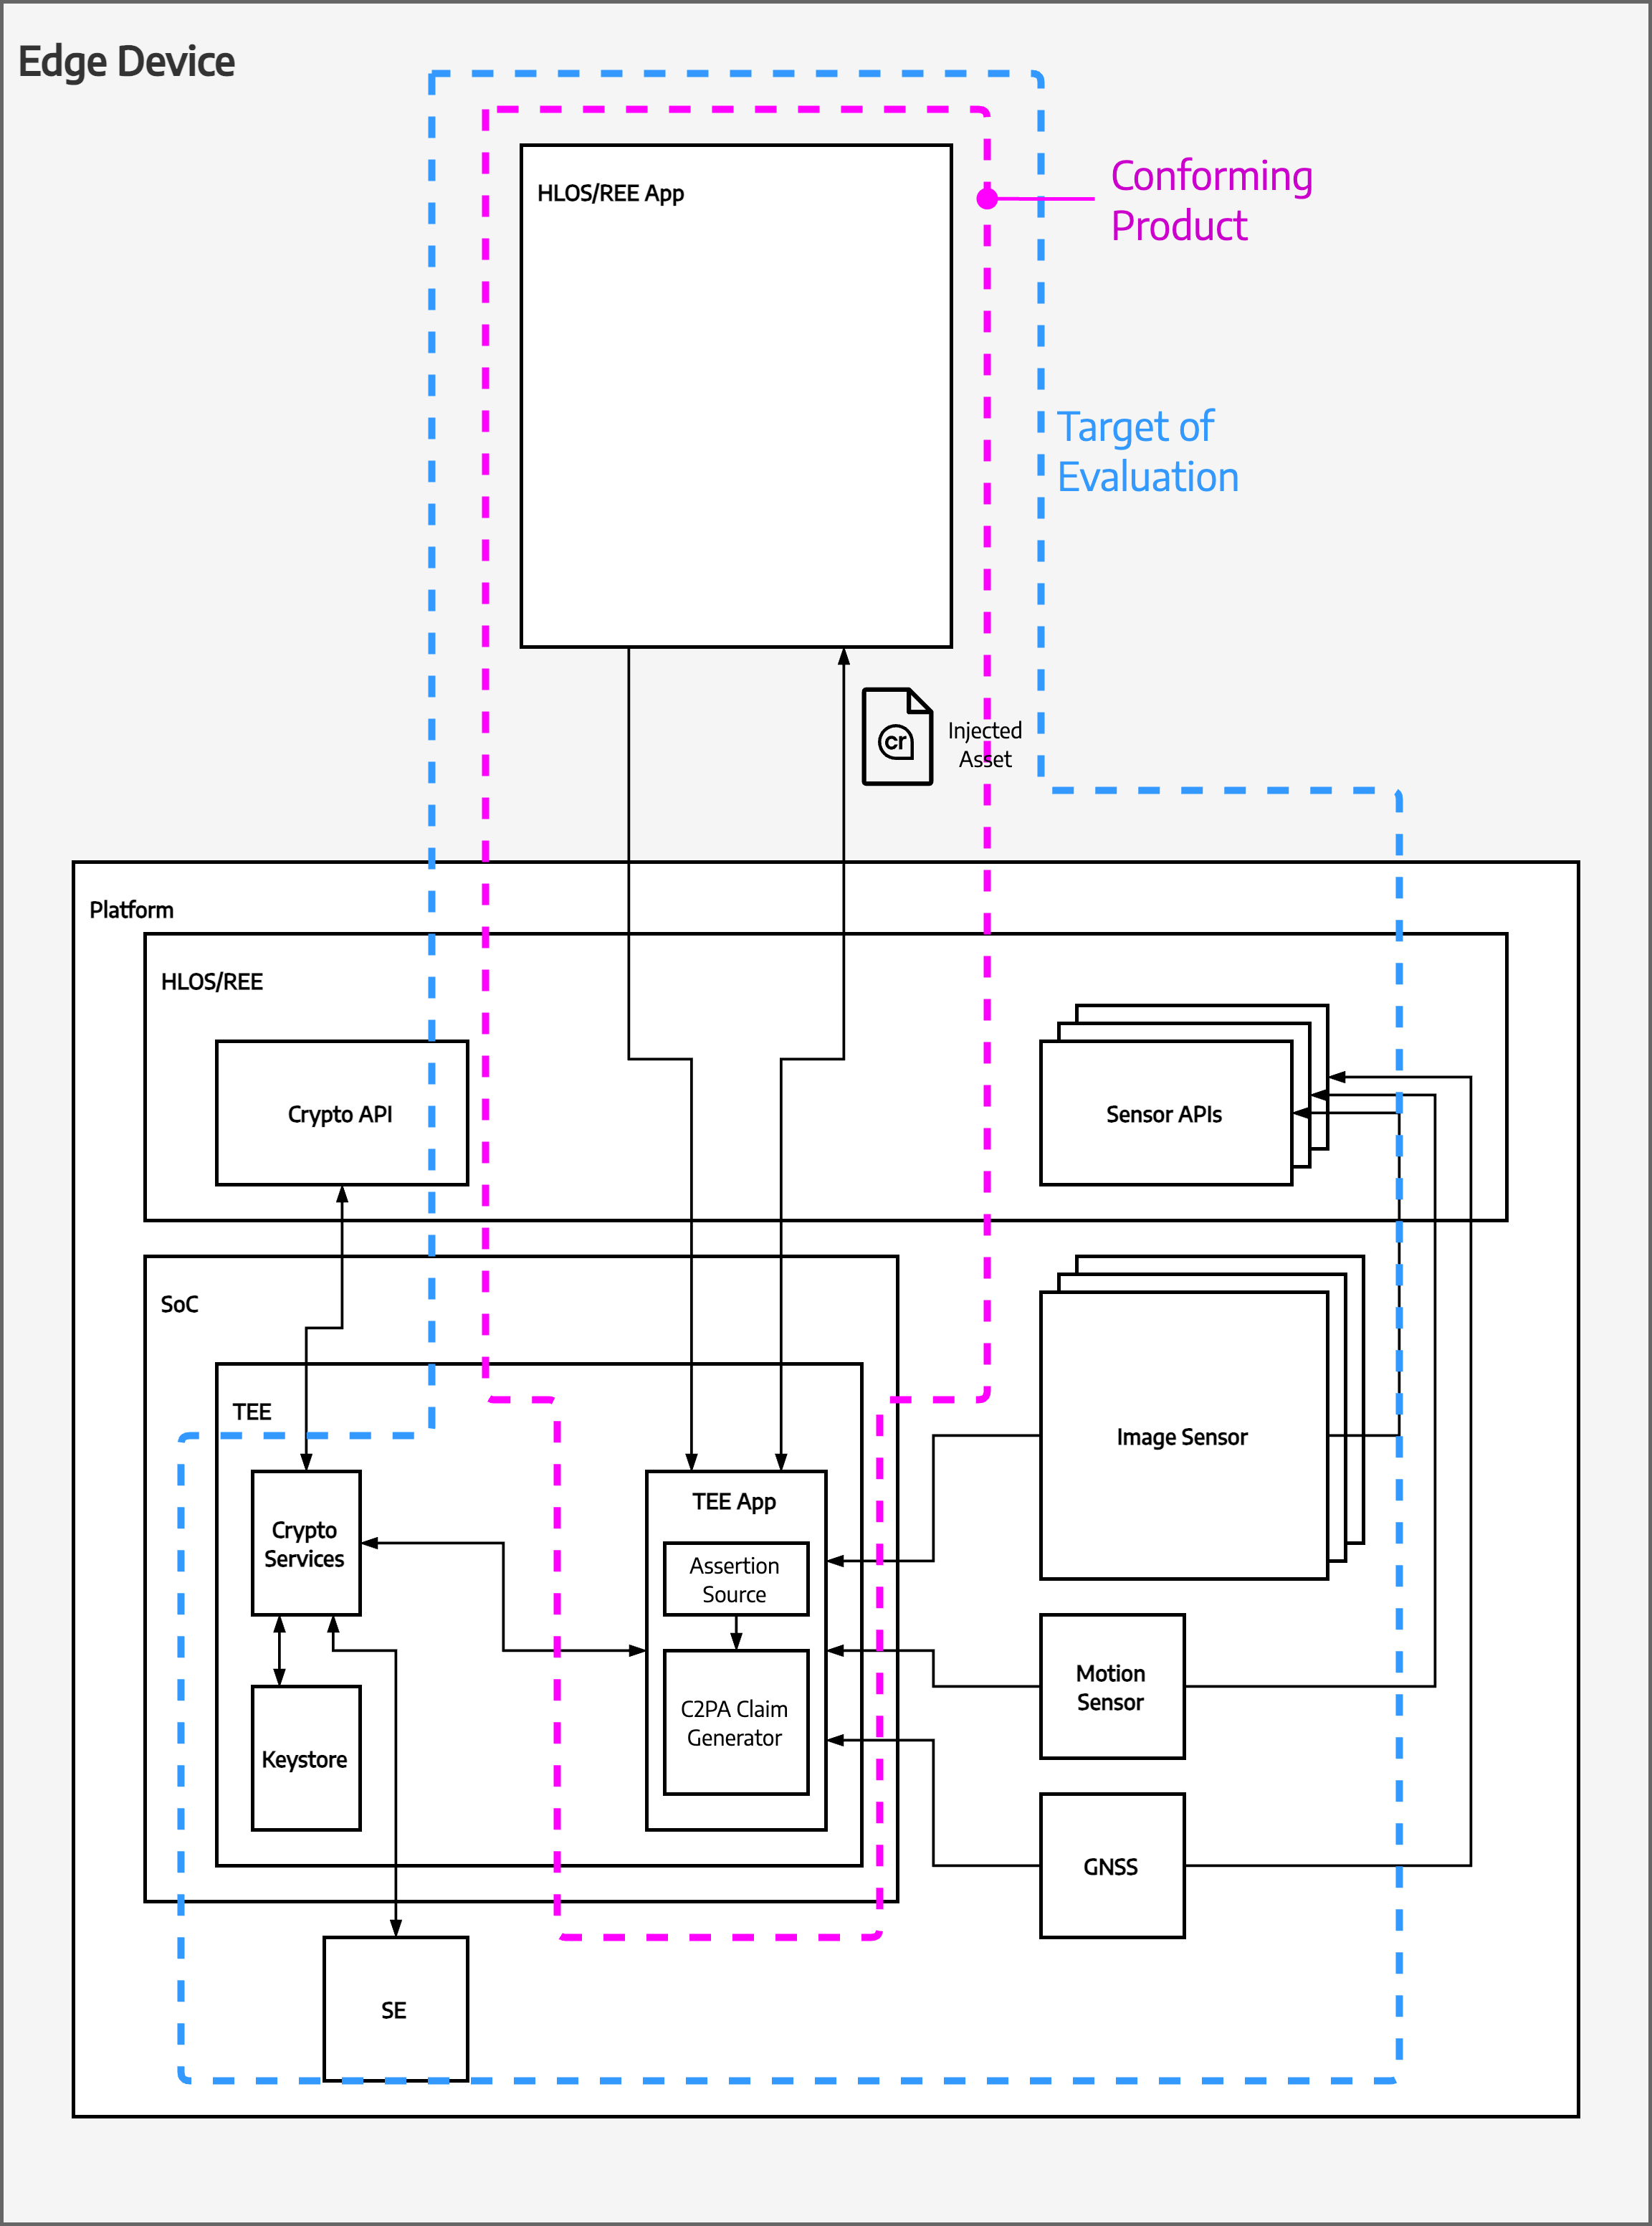 Edge Device
HLOS/REE App
Conforming
Product
Target of
Evaluation
cr
Injected
Asset
Platform
HLOS/REE
Crypto API
Sensor APIs
SoC
TEE
Image Sensor
Crypto
Services
TEE App
Assertion
Source
C2PA Claim
Generator
Motion
Sensor
Keystore
GNSS
SE